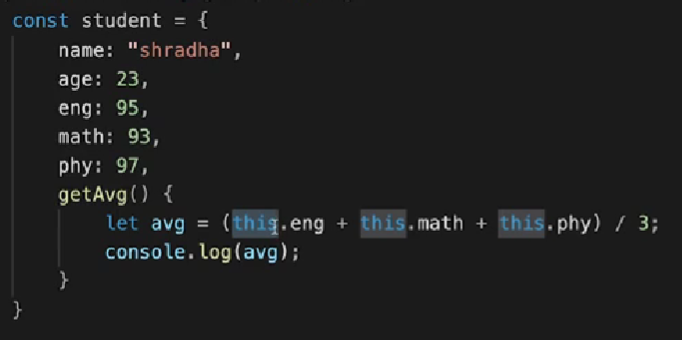 const student = {
    name: "shradha",
    age: 23,
    eng: 95,
    math: 93,
    phy: 97,
    getAvg() {
        let avg = (this.eng + this.math + this.phy) / 3;
        console.log(avg);
    }
}